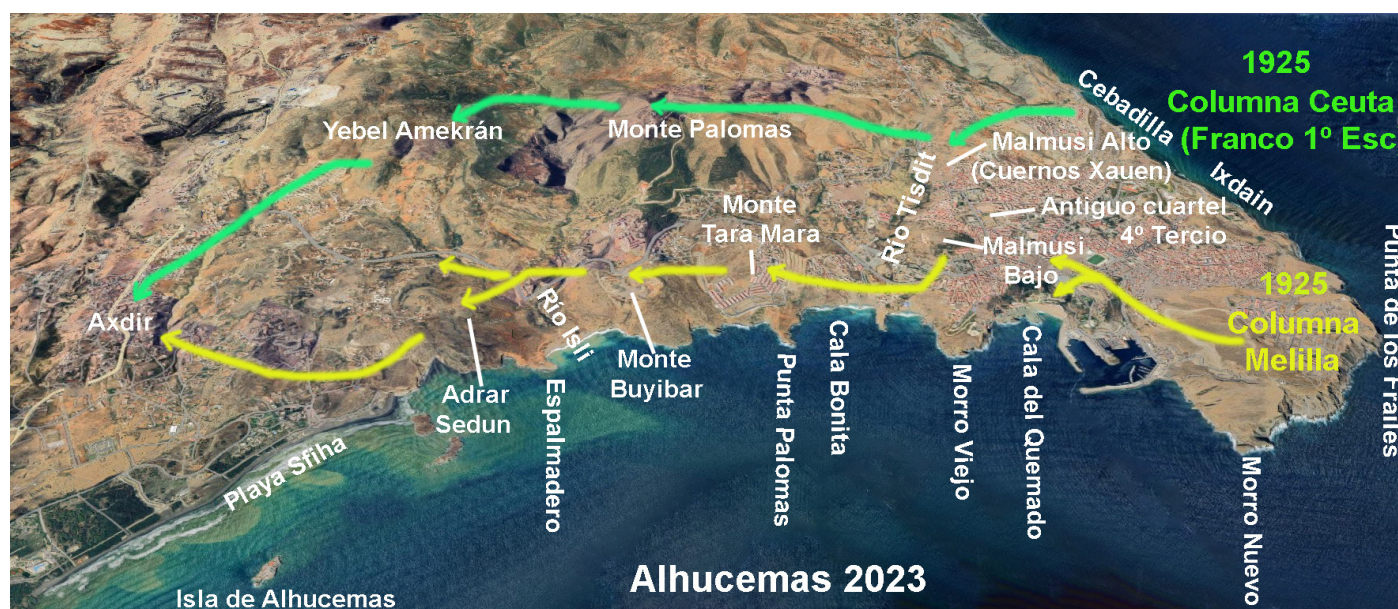 1925
Columna Ceuta
(Franco 1º Esc
Cebadilla
Ixdain
Yebel Amekrán
Monte Palomas
Malmusi Alto
(Cuernos Xauen)
Río Tisdit
Monte
Tara Mara
Antiguo cuartel
4º Tercio
Malmusi
Bajo
Punta de los Frailes
1925
Columna
Melilla
Axdir
Río Isli
Adrar
Sedun
Espalmadero
Monte
Buyibar
Punta Palomas
Cala Bonita
Morro Viejo
Cala del Quemado
Morro Nuevo
Playa Sfiha
Isla de Alhucemas
Alhucemas 2023